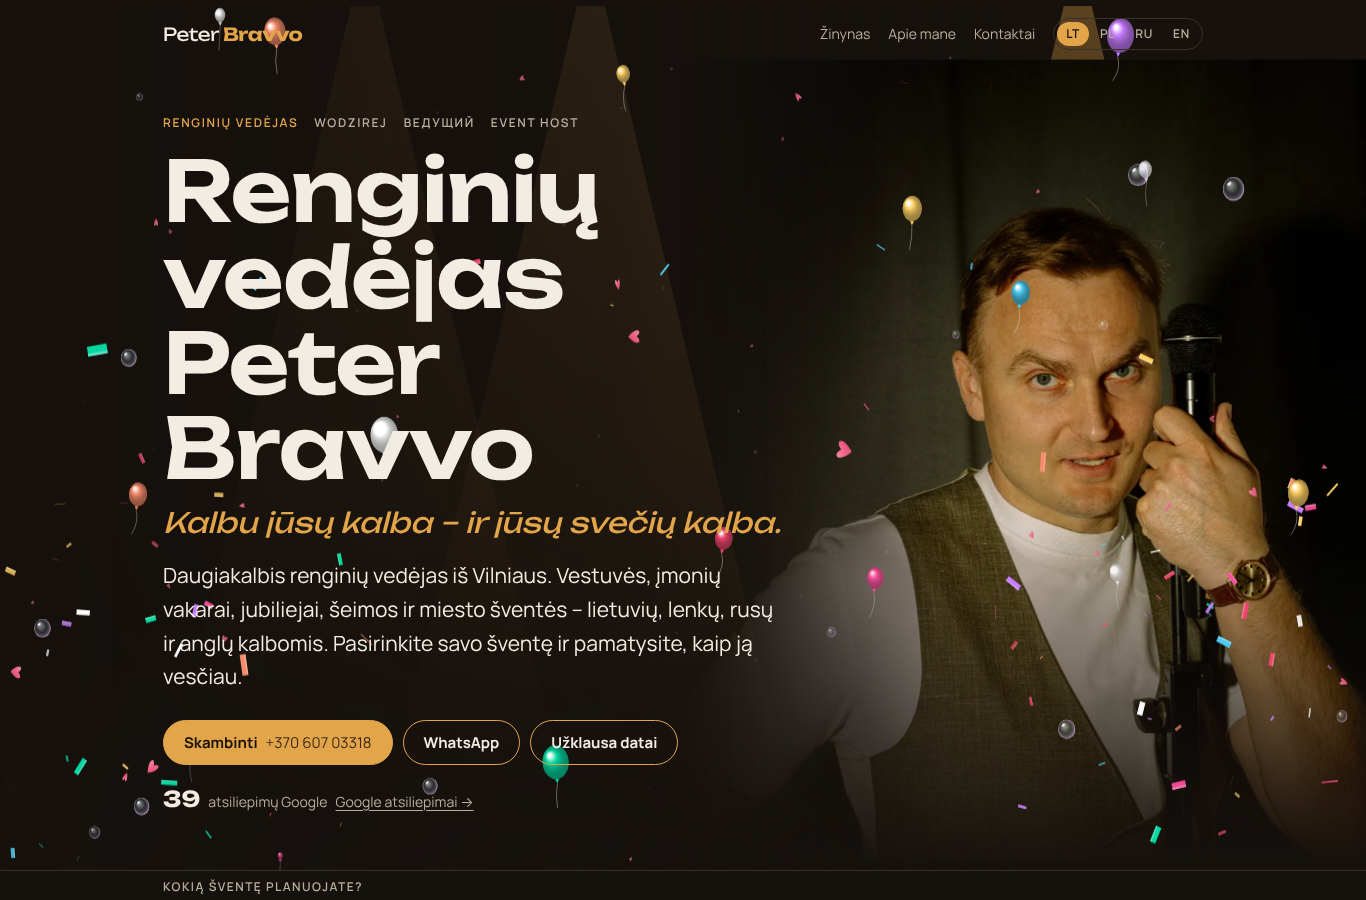 Peter Bravvo
Žinynas Apie mane Kontaktai LT PL RU EN
RENGINIŲ VEDĖJAS WODZIREJ ВЕДУЩИЙ EVENT HOST
Renginių
vedėjas
Peter
Bravvo
Kalbu jūsų kalba – ir jūsų svečių kalba.
Daugiakalbis renginių vedėjas iš Vilniaus. Vestuvės, įmonių
vakarai, jubiliejai, šeimos ir miesto šventės – lietuvių, lenkų, rusų
ir anglų kalbomis. Pasirinkite savo šventę ir pamatysite, kaip ją
vesčiau.
Skambinti +370 607 03318 WhatsApp Užklausa datai
39 atsiliepimų Google Google atsiliepimai →
KOKIĄ ŠVENTĘ PLANUOJATE?